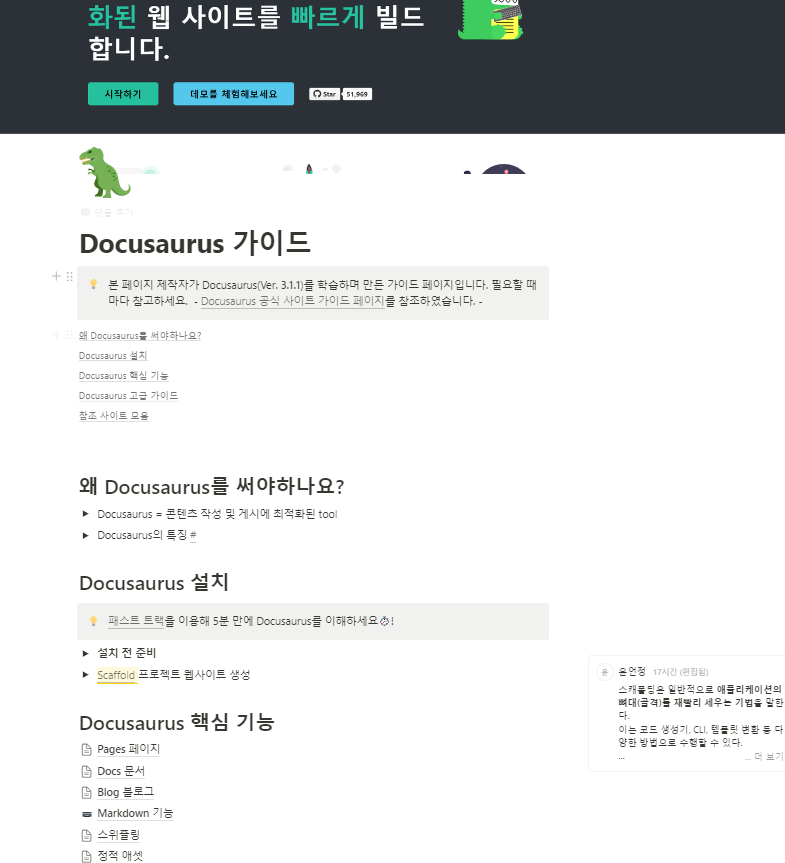 화된 웹 사이트를 빠르게 빌드
합니다.
시작하기
데모를 체험해보세요
Star
51,969
댓글 추가
Docusaurus 가이드
본 페이지 제작자가 Docusaurus(Ver. 3.1.1)를 학습하며 만든 가이드 페이지입니다. 필요할 때
마다 참고하세요. - Docusaurus 공식 사이트 가이드 페이지를 참조하였습니다. -
왜 Docusaurus를 써야하나요?
Docusaurus 설치
Docusaurus 핵심 기능
Docusaurus 고급 가이드
참조 사이트 모음
왜 Docusaurus를 써야하나요?
Docusaurus = 콘텐츠 작성 및 게시에 최적화된 tool
Docusaurus의 특징 #
Docusaurus 설치
패스트 트랙을 이용해 5분 만에 Docusaurus를 이해하세요⏱️!
설치 전 준비
Scaffold 프로젝트 웹사이트 생성
윤 윤언정 17시간 (편집됨)
스캐폴딩은 일반적으로 애플리케이션의
뼈대(골격)를 재빨리 세우는 기법을 말한
다.
이는 코드 생성기, CLI, 템플릿 변환 등 다
양한 방법으로 수행할 수 있다.
... ... 더 보기
Docusaurus 핵심 기능
Pages 페이지
Docs 문서
Blog 블로그
Markdown 기능
스위플링
정적 애셋